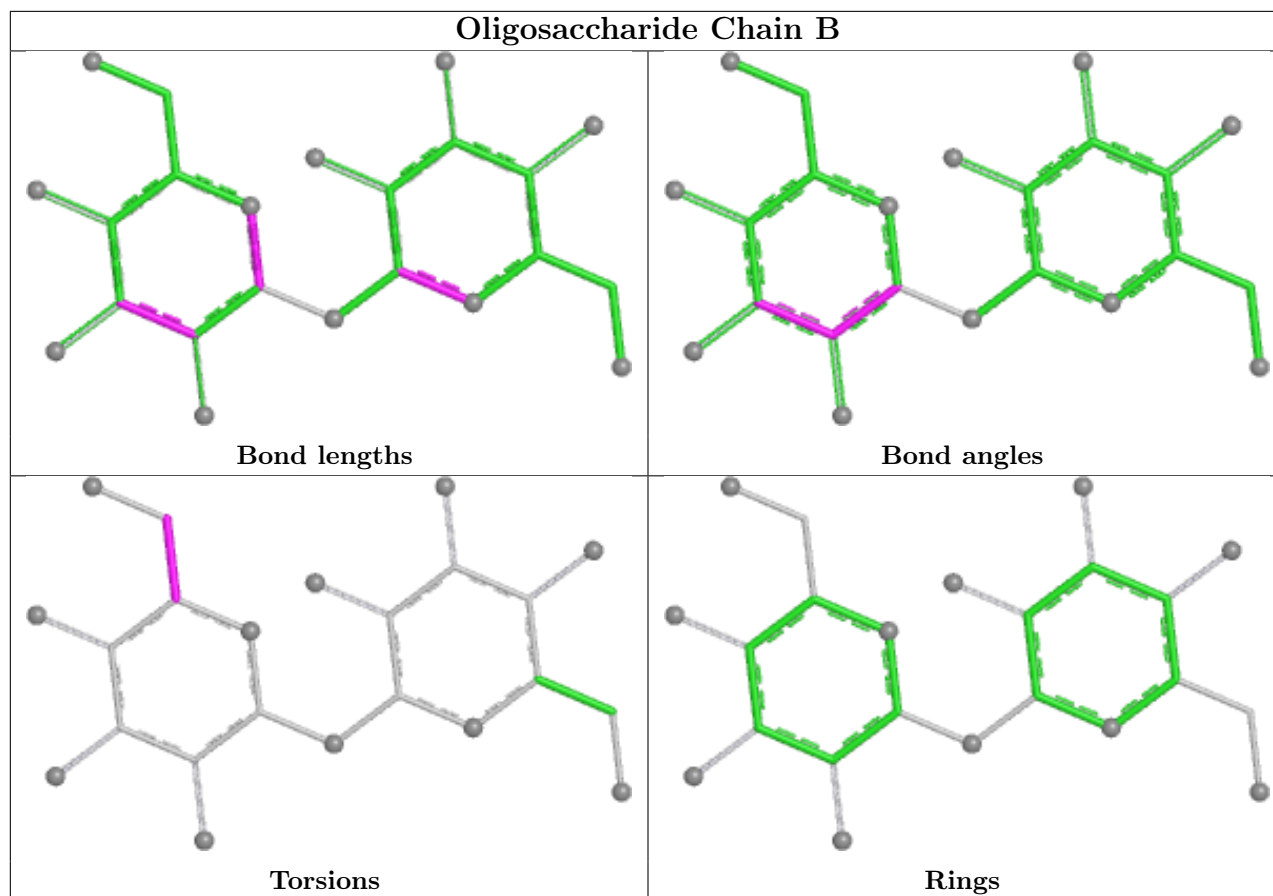 Oligosaccharide Chain B
Bond lengths
Bond angles
Torsions
Rings